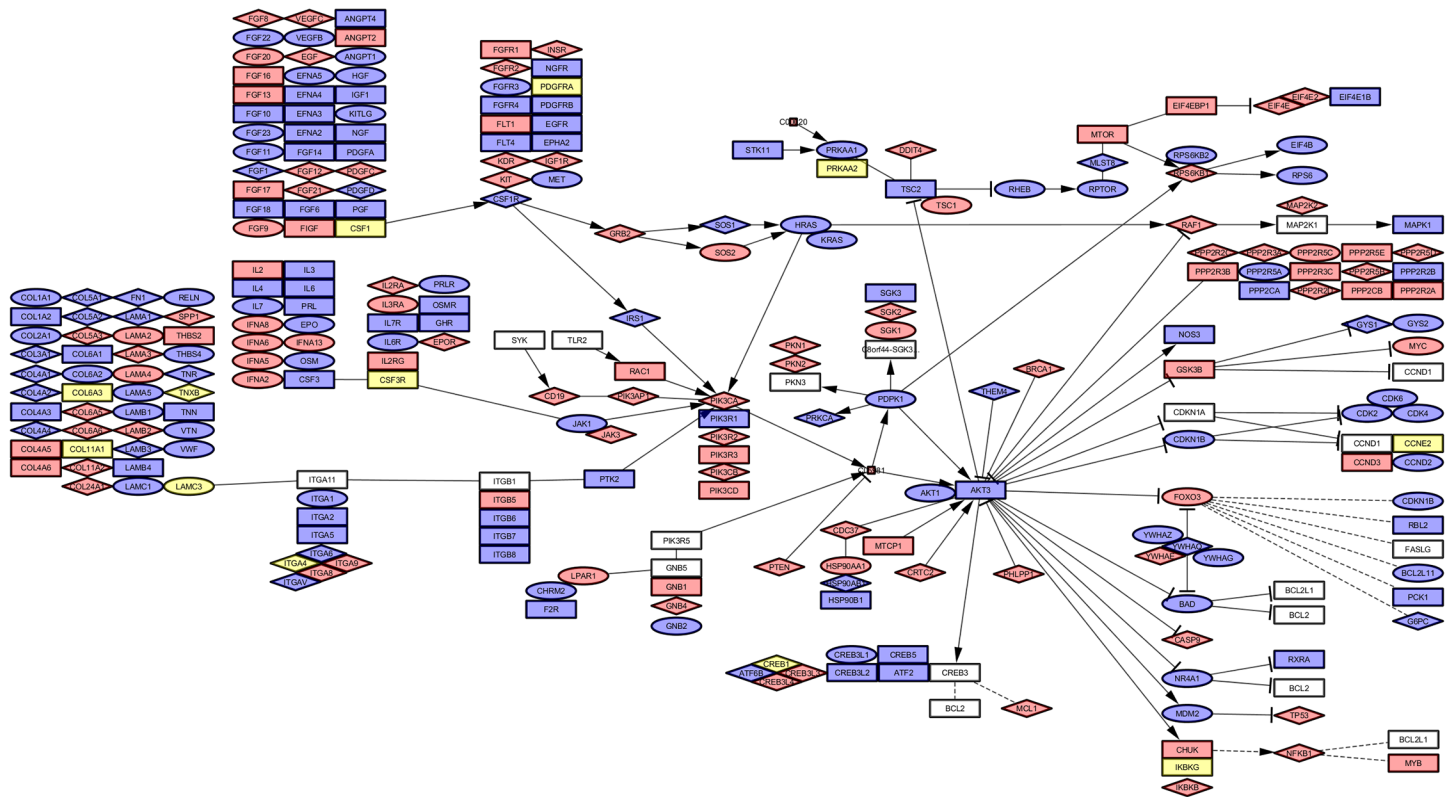 FGF8 VEGFC ANGPT4
FGF22 VEGFB ANGPT2
FGF20 EGF ANGPT1
FGF16 EFNA5 HGF
FGF13 EFNA4 IGF1
FGF10 EFNA3 KITLG
FGF23 EFNA2 NGF
FGF11 FGF14 PDGFA
FGF1 FGF12 PDGFC
FGF17 FGF21 PDGFD
FGF18 FGF6 PGF
FGF9 FIGF CSF1
FGFR1 INSR
FGFR2 NGFR
FGFR3 PDGFRA
FGFR4 PDGFRB
FLT1 EGFR
FLT4 EPHA2
KDR IGF1R
KIT MET
CSF1R
IL2 IL3
IL4 IL6
IL7 PRL
IFNA8 EPO
IFNA6 IFNA13
IFNA5 OSM
IFNA2 CSF3
IL2RA PRLR
IL3RA OSMR
IL7R GHR
IL6R EPOR
IL2RG
CSF3R
COL1A1 COL5A1 FN1 RELN
COL1A2 COL5A2 LAMA1 SPP1
COL2A1 COL5A3 LAMA2 THBS2
COL3A1 COL6A1 LAMA3 THBS4
COL4A1 COL6A2 LAMA4 TNR
COL4A2 COL6A3 LAMA5 TNXB
COL4A3 COL6A5 LAMB1 TNN
COL4A4 COL6A6 LAMB2 VTN
COL4A5 COL11A1 LAMB3 VWF
COL4A6 COL11A2 LAMB4
COL24A1 LAMC1 LAMC3
ITGA11
ITGA1
ITGA2
ITGA5
ITGA6
ITGA4 ITGA9
ITGA8
ITGAV
ITGB1
ITGB5
ITGB6
ITGB7
ITGB8
PTK2
GRB2
SOS1
SOS2
HRAS
KRAS
IRS1
SYK
TLR2
RAC1
CD19
PIK3AP1
JAK1
JAK3
PIK3CA
PIK3R1
PIK3R2
PIK3R3
PIK3CB
PIK3CD
PIK3R5
GNB5
GNB1
GNB4
GNB2
LPAR1
CHRM2
F2R
STK11
PRKAA1
PRKAA2
DDIT4
TSC2
TSC1
RHEB
RPTOR
MLST8
MTOR
EIF4EBP1
EIF4E2
EIF4E
EIF4E1B
RPS6KB2
RPS6KB1
EIF4B
RPS6
RAF1
MAP2K2
MAP2K1
MAPK1
PPP2R2C PPP2R3A PPP2R5C PPP2R5E PPP2R5D
PPP2R3B PPP2R5A PPP2R3C PPP2R5B PPP2R2B
PPP2CA PPP2R2D PPP2CB PPP2R2A
SGK3
SGK2
SGK1
C8orf44-SGK3...
PKN1
PKN2
PKN3
PRKCA
PDPK1
THEM4
BRCA1
NOS3
GSK3B
GYS1
GYS2
MYC
CCND1
CDKN1A
CDKN1B
CDK6
CDK2
CDK4
CCND1 CCNE2
CCND3 CCND2
AKT1
AKT3
CDC37
MTCP1
HSP90AA1
HSP90AB1
HSP90B1
CRTC2
PHLPP1
PTEN
FOXO3
CDKN1B
RBL2
FASLG
BCL2L11
PCK1
G6PC
YWHAZ
YWHAQ
YWHAE
YWHAG
BAD
BCL2L1
BCL2
CASP9
NR4A1
RXRA
BCL2
MDM2
TP53
CHUK
IKBKG
IKBKB
NFKB1
BCL2L1
MYB
CREB1
ATF6B
CREB3L3
CREB3L4
CREB3L1 CREB5
CREB3L2 ATF2
CREB3
BCL2
MCL1